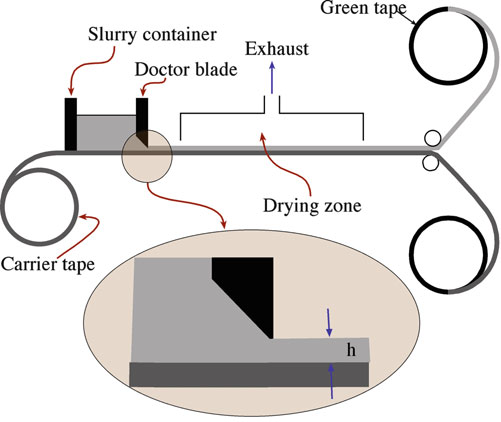 Green tape
Slurry container
Exhaust
Doctor blade
Drying zone
Carrier tape
h